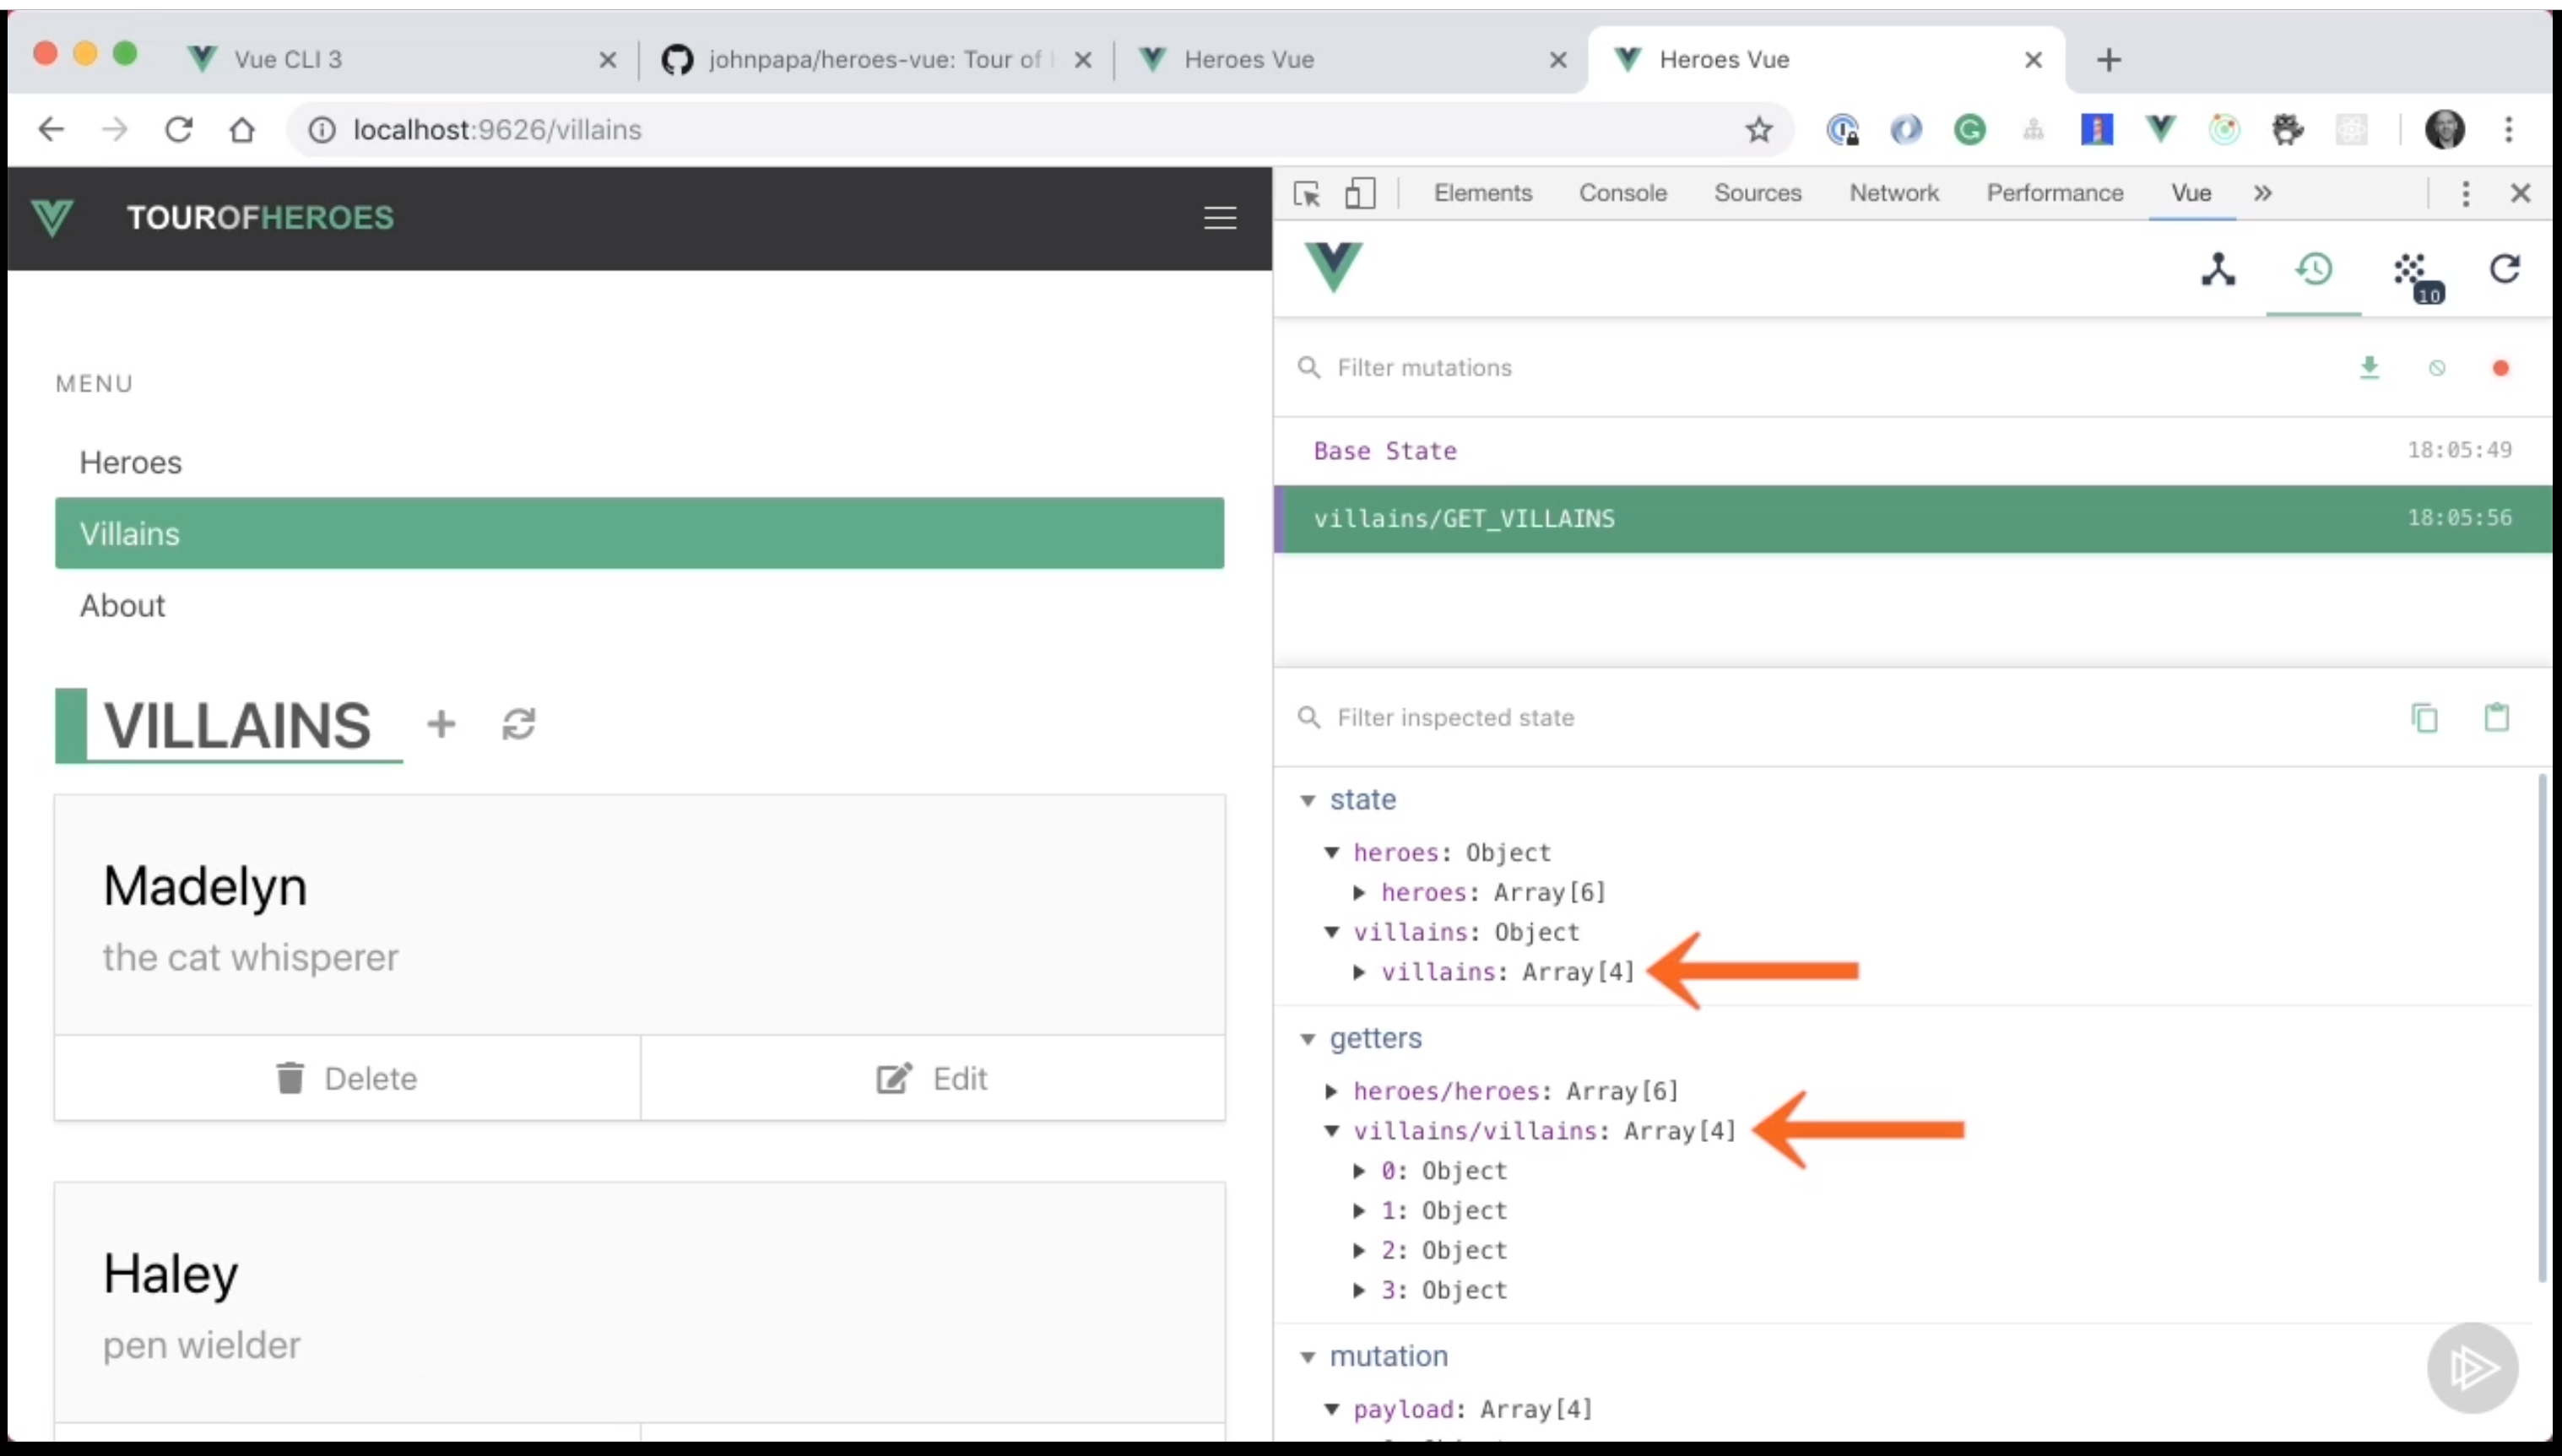 Vue CLI 3
johnpapa/heroes-vue: Tour of
Heroes Vue
Heroes Vue
localhost:9626/villains
TOUROFHEROES
MENU
Heroes
Villains
About
VILLAINS
Madelyn
the cat whisperer
Delete
Edit
Haley
pen wielder
Elements Console Sources Network Performance Vue
10
Filter mutations
Base State 18:05:49
villains/GET_VILLAINS 18:05:56
Filter inspected state
state
heroes: Object
heroes: Array[6]
villains: Object
villains: Array[4]
getters
heroes/heroes: Array[6]
villains/villains: Array[4]
0: Object
1: Object
2: Object
3: Object
mutation
payload: Array[4]